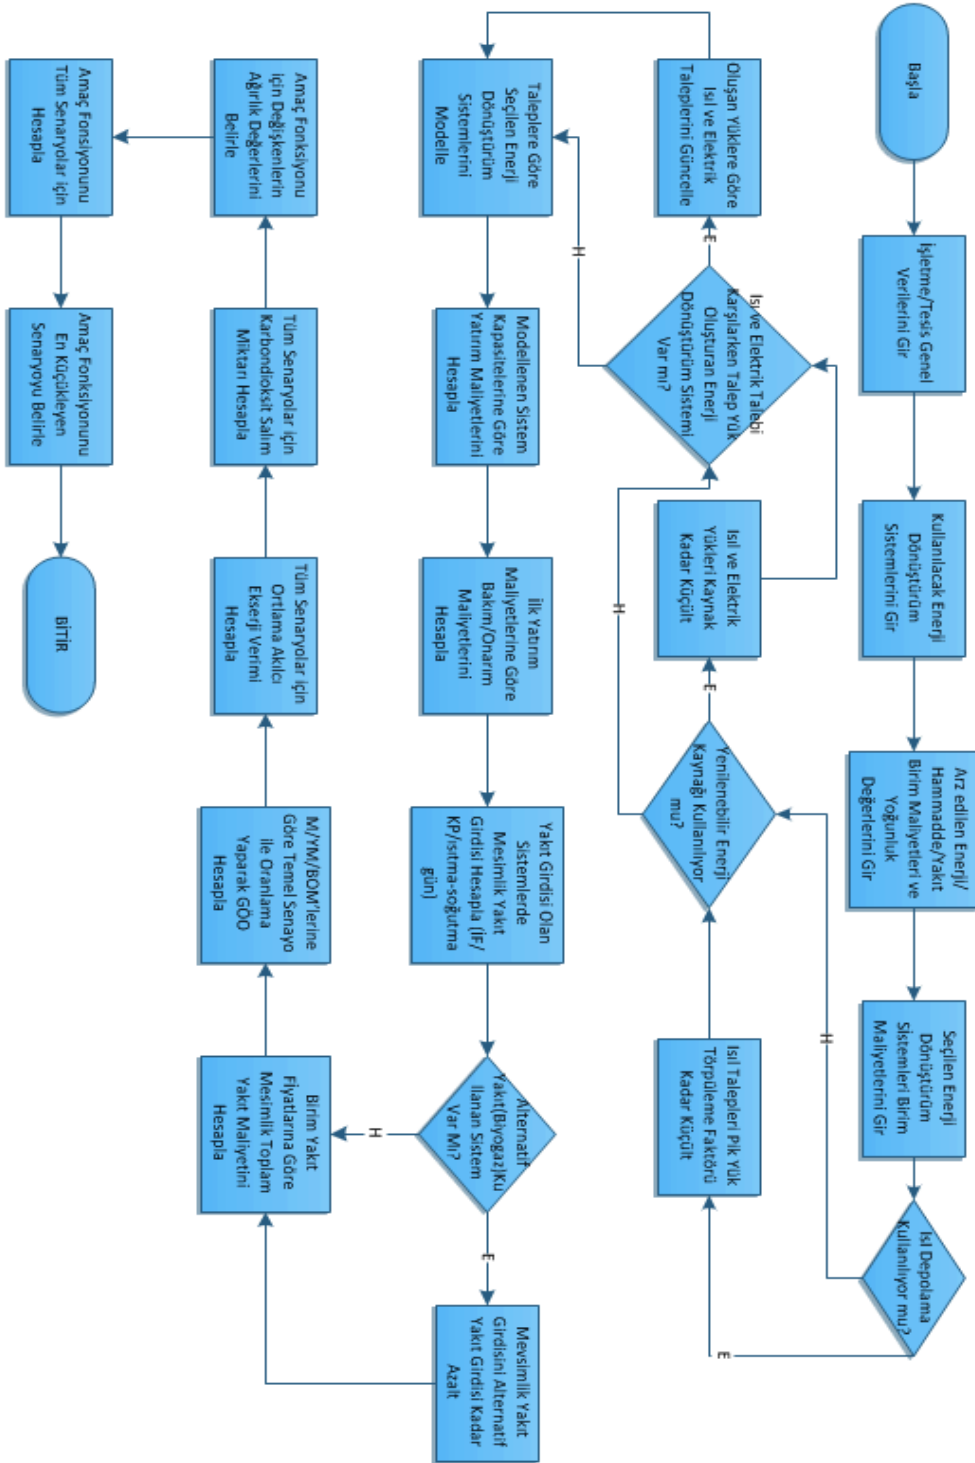 Başla
İşletme/Tesis Genel
Verilerini Gir
Kullanılacak Enerji
Dönüştürüm
Sistemlerini Gir
Arz edilen Enerji/
Hammadde/Yakıt
Birim Maliyetleri ve
Yoğunluk
Değerlerini Gir
Seçilen Enerji
Dönüştürüm
Sistemleri Birim
Maliyetlerini Gir
Isl Depolama
Kullanılıyor mu?
H
E
Isıl Talepleri Pik Yük
Törpüleme Faktörü
Kadar Küçült
Yenilenebilir Enerji
Kaynağı Kullanılıyor
mu?
E
H
Isıl ve Elektrik
Yükleri Kaynak
Kadar Küçült
Isı ve Elektrik Talebi
Karşılarken Talep Yük
Oluşturan Enerji
Dönüştürüm Sistemi
Var mı?
E
H
Oluşan Yüklere Göre
Isıl ve Elektrik
Taleplerini Güncelle
Taleplere Göre
Seçilen Enerji
Dönüştürüm
Sistemlerini
Modelle
Modellenen Sistem
Kapasitelerine Göre
Yatırım Maliyetlerini
Hesapla
İlk Yatırım
Maliyetlerine Göre
Bakım/Onarım
Maliyetlerini
Hesapla
Yakıt Girdisi Olan
Sistemlerde
Mesimlik Yakıt
Girdisi Hesapla (İF/
KP/ısıtma-soğutma
gün)
Alternatif
Yakıt(Biyogaz)Ku
llanan Sistem
Var Mı?
E
H
Mevsimlik Yakıt
Girdisini Alternatif
Yakıt Girdisi Kadar
Azalt
Birim Yakıt
Fiyatlarına Göre
Mesimlik Toplam
Yakıt Maliyetini
Hesapla
M/YM/BOM'lerine
Göre Temel Senayo
ile Oranlama
Yaparak GÖO
Hesapla
Tüm Senaryolar için
Ortlama Akılcı
Ekserji Verimi
Hesapla
Tüm Senaryolar için
Karbondioksit Salım
Miktarı Hesapla
Amaç Fonksiyonu
için Değişkenlerin
Ağırlık Değerlerini
Belirle
Amaç Fonsiyonunu
Tüm Senaryolar için
Hesapla
Amaç Fonksiyonunu
En Küçükleyen
Senaryoyu Belirle
BİTİR